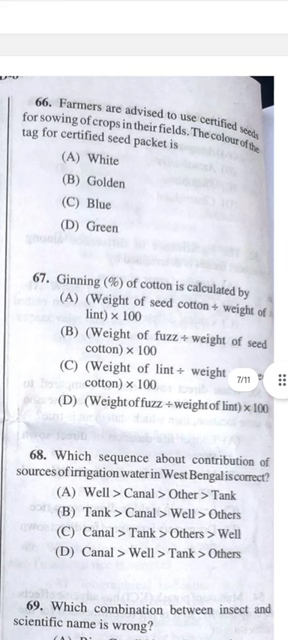 66. Farmers are advised to use certified seeds
for sowing of crops in their fields. The colour of the
tag for certified seed packet is
(A) White
(B) Golden
(C) Blue
(D) Green
67. Ginning (%) of cotton is calculated by
(A) (Weight of seed cotton ÷ weight of
lint) × 100
(B) (Weight of fuzz ÷ weight of seed
cotton) × 100
(C) (Weight of lint ÷ weight
cotton) × 100
7/11
(D) (Weight of fuzz ÷ weight of lint) × 100
68. Which sequence about contribution of
sources of irrigation water in West Bengal is correct?
(A) Well > Canal > Other > Tank
(B) Tank > Canal > Well > Others
(C) Canal > Tank > Others > Well
(D) Canal > Well > Tank > Others
69. Which combination between insect and
scientific name is wrong?